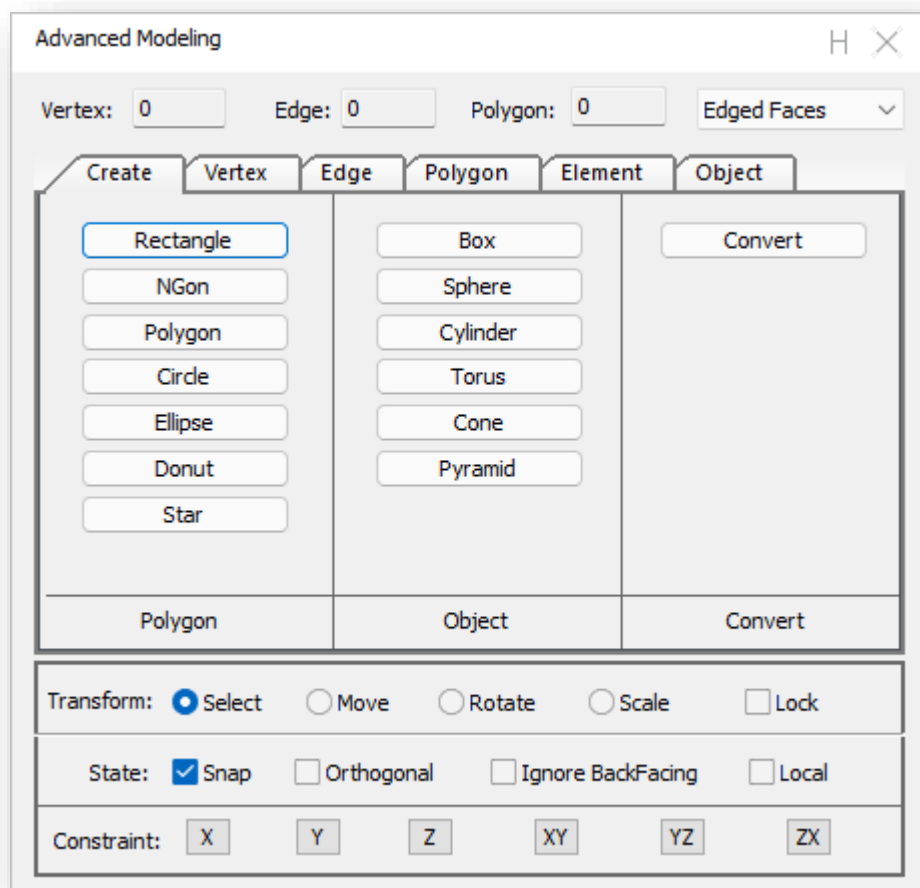 Advanced Modeling H
Vertex: 0 Edge: 0 Polygon: 0 Edged Faces
Create Vertex Edge Polygon Element Object
Rectangle Box Convert
NGon Sphere
Polygon Cylinder
Circle Torus
Ellipse Cone
Donut Pyramid
Star
Polygon Object Convert
Transform: Select Move Rotate Scale Lock
State: Snap Orthogonal Ignore BackFacing Local
Constraint: X Y Z XY YZ ZX